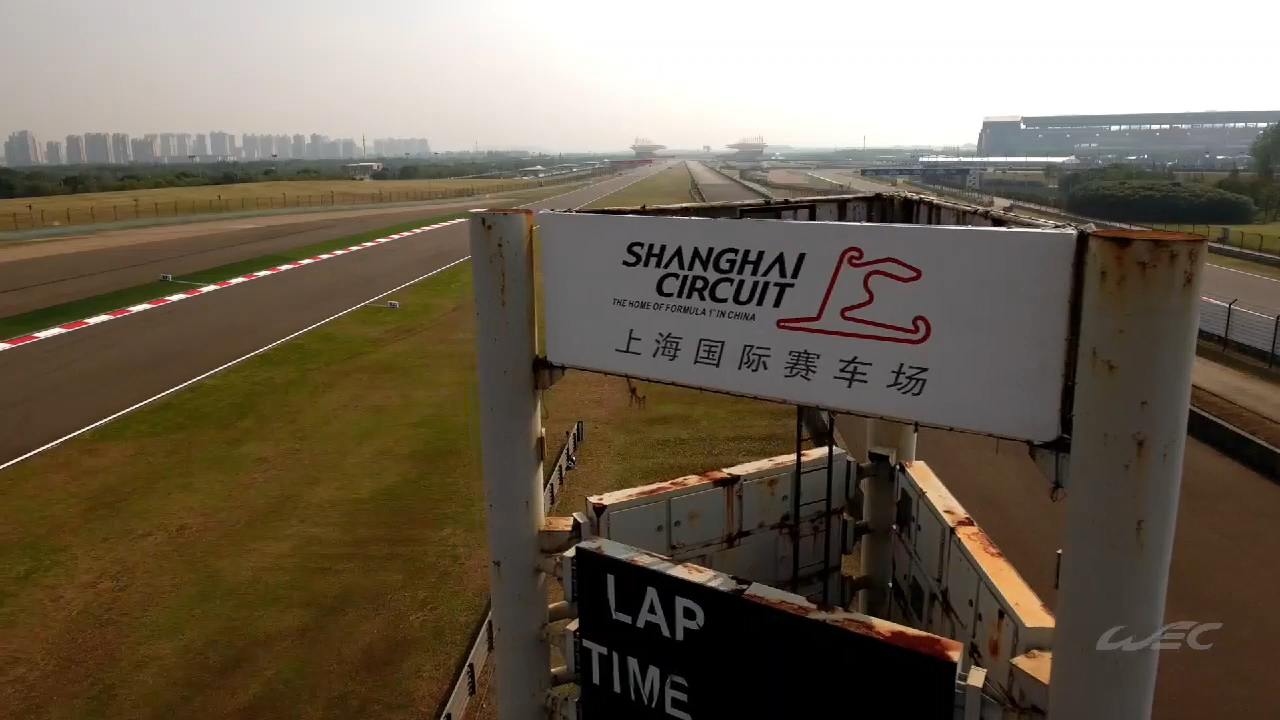 SHANGHAI
CIRCUIT
THE HOME OF FORMULA 1 IN CHINA
上海国际赛车场
LAP
TIME
WEC